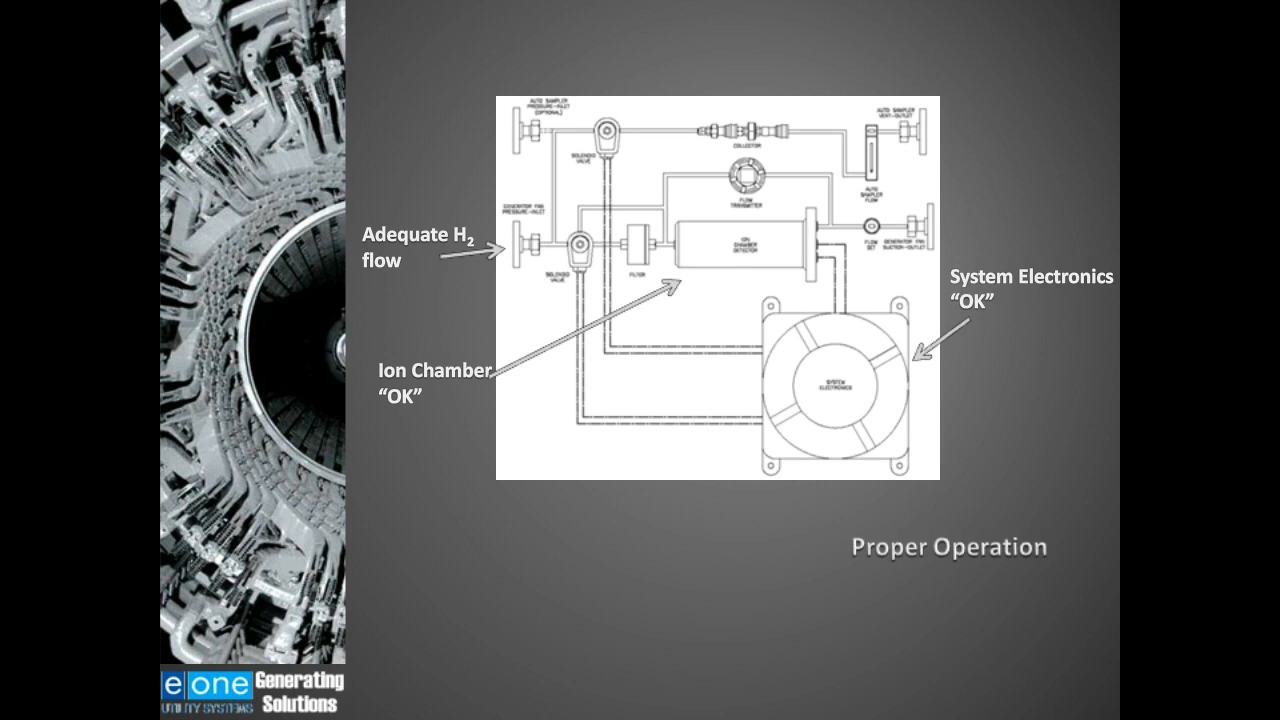 AUTO SAMPLER
PRESSURE-INLET
(OPTIONAL)
AUTO SAMPLER
VENT-OUTLET
SOLENOID
VALVE
COLLECTOR
FLOW
TRANSMITTER
AUTO
SAMPLER
FLOW
GENERATOR FAN
PRESSURE-INLET
Adequate H₂
flow
ION
CHAMBER
DETECTOR
FLOW
SET
GENERATOR FAN
SUCTION-OUTLET
SOLENOID
VALVE
FILTER
System Electronics
“OK”
Ion Chamber
“OK”
SYSTEM
ELECTRONICS
Proper Operation
e one
UTILITY SYSTEMS
Generating
Solutions